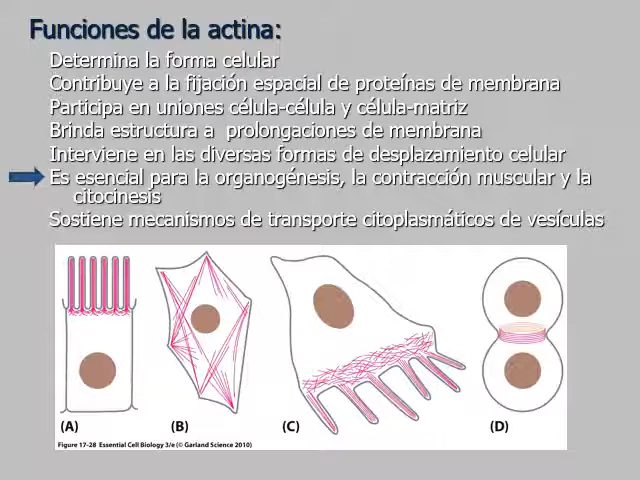 Funciones de la actina:
Determina la forma celular
Contribuye a la fijación espacial de proteínas de membrana
Participa en uniones célula-célula y célula-matriz
Brinda estructura a prolongaciones de membrana
Interviene en las diversas formas de desplazamiento celular
Es esencial para la organogénesis, la contracción muscular y la
citocinesis
Sostiene mecanismos de transporte citoplasmáticos de vesículas
(A) (B) (C) (D)
Figure 17-28 Essential Cell Biology 3/e (© Garland Science 2010)